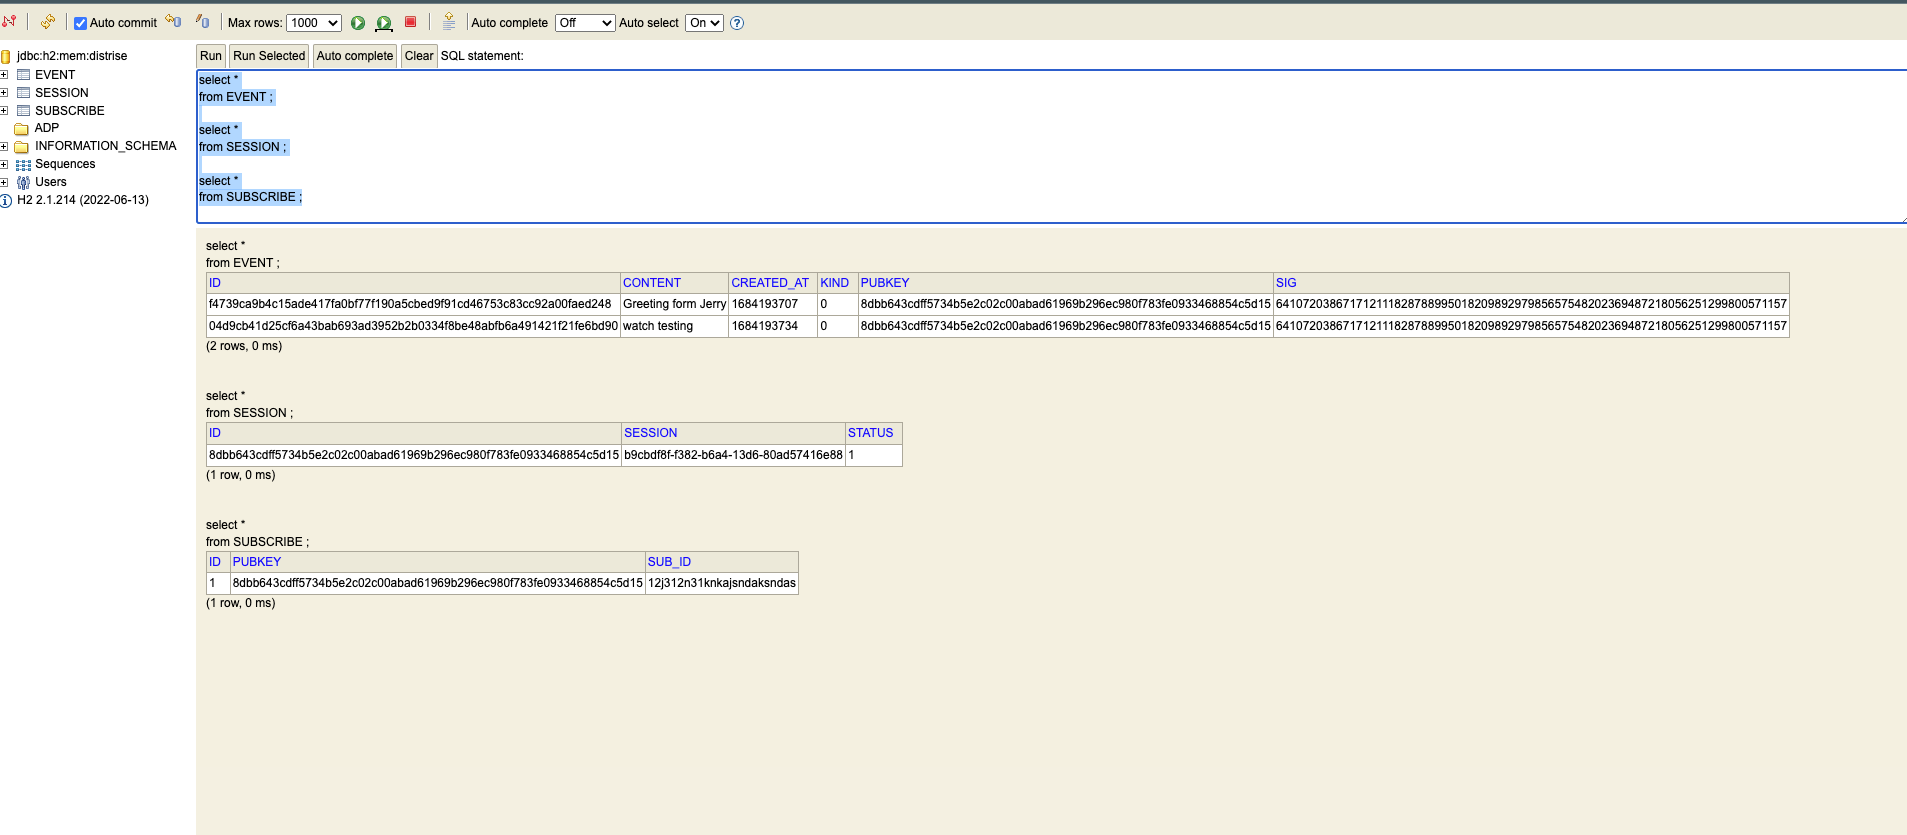 Auto commit Max rows: 1000 Auto complete Off Auto select On
jdbc:h2:mem:distrise
EVENT
SESSION
SUBSCRIBE
ADP
INFORMATION_SCHEMA
Sequences
Users
H2 2.1.214 (2022-06-13)
Run Run Selected Auto complete Clear SQL statement:
select *
from EVENT ;
select *
from SESSION ;
select *
from SUBSCRIBE ;
select *
from EVENT ;
ID CONTENT CREATED_AT KIND PUBKEY SIG
f4739ca9b4c15ade417fa0bf77f190a5cbed9f91cd46753c83cc92a00faed248 Greeting form Jerry 1684193707 0 8dbb643cdff5734b5e2c02c00abad61969b296ec980f783fe0933468854c5d15 64107203867171211182878899501820989297985657548202369487218056251299800571157
04d9cb41d25cf6a43bab693ad3952b2b0334f8be48abfb6a491421f21fe6bd90 watch testing 1684193734 0 8dbb643cdff5734b5e2c02c00abad61969b296ec980f783fe0933468854c5d15 64107203867171211182878899501820989297985657548202369487218056251299800571157
(2 rows, 0 ms)
select *
from SESSION ;
ID SESSION STATUS
8dbb643cdff5734b5e2c02c00abad61969b296ec980f783fe0933468854c5d15 b9cbdf8f-f382-b6a4-13d6-80ad57416e88 1
(1 row, 0 ms)
select *
from SUBSCRIBE ;
ID PUBKEY SUB_ID
1 8dbb643cdff5734b5e2c02c00abad61969b296ec980f783fe0933468854c5d15 12j312n31knkajsndaksndas
(1 row, 0 ms)